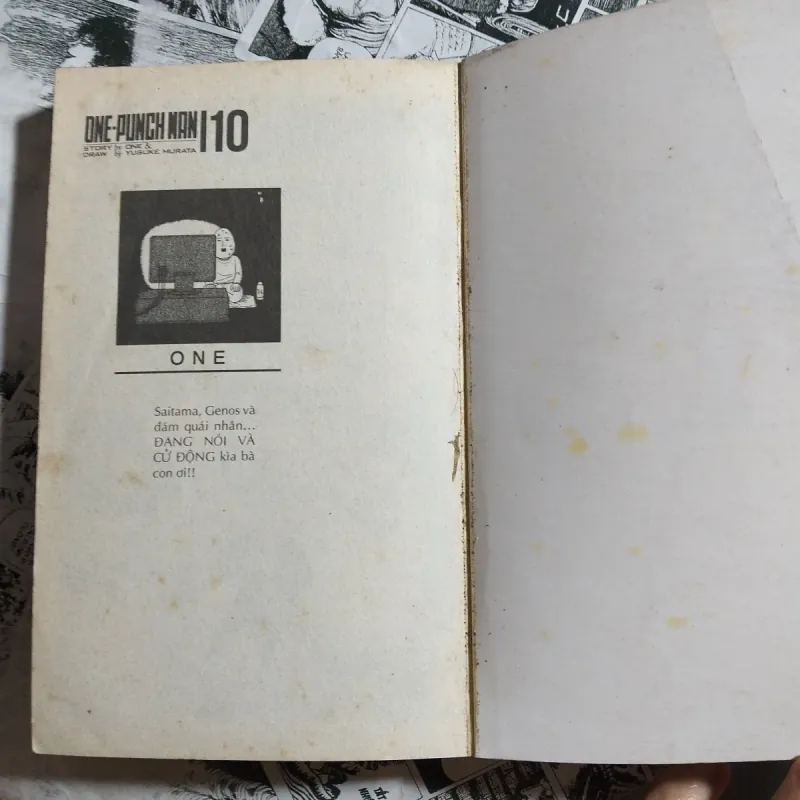 ONE-PUNCH MAN 10
STORY by ONE &
DRAW by YUSUKE MURATA
ONE
Saitama, Genos và
đám quái nhân...
ĐANG NÓI VÀ
CỬ ĐỘNG kìa bà
con ơi!!